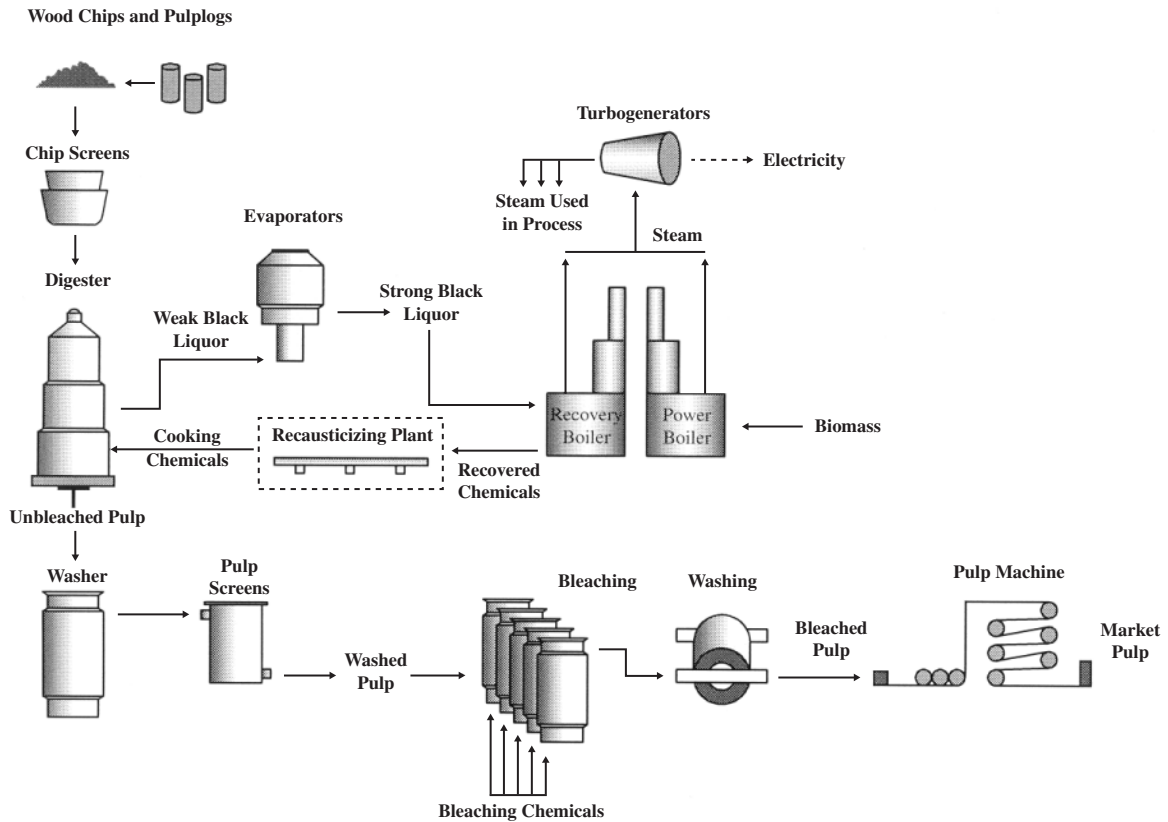 Wood Chips and Pulplogs
Chip Screens
Digester
Evaporators
Weak Black
Liquor
Strong Black
Liquor
Turbogenerators
Electricity
Steam Used
in Process
Steam
Recovery
Boiler
Power
Boiler
Biomass
Cooking
Chemicals
Recausticizing Plant
Recovered
Chemicals
Unbleached Pulp
Washer
Pulp
Screens
Washed
Pulp
Bleaching
Bleaching Chemicals
Washing
Bleached
Pulp
Pulp Machine
Market
Pulp